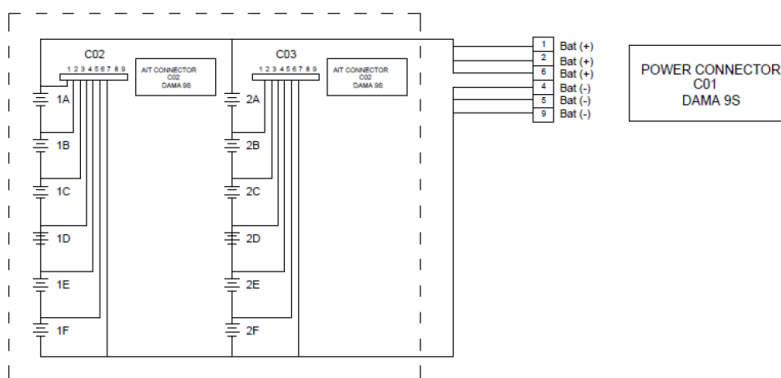 C02
1 2 3 4 5 6 7 8 9
AIT CONNECTOR
C02
DAMA 9S
C03
1 2 3 4 5 6 7 8 9
AIT CONNECTOR
C02
DAMA 9S
1A
1B
1C
1D
1E
1F
2A
2B
2C
2D
2E
2F
1 Bat (+)
2 Bat (+)
6 Bat (+)
4 Bat (-)
5 Bat (-)
9 Bat (-)
POWER CONNECTOR
C01
DAMA 9S